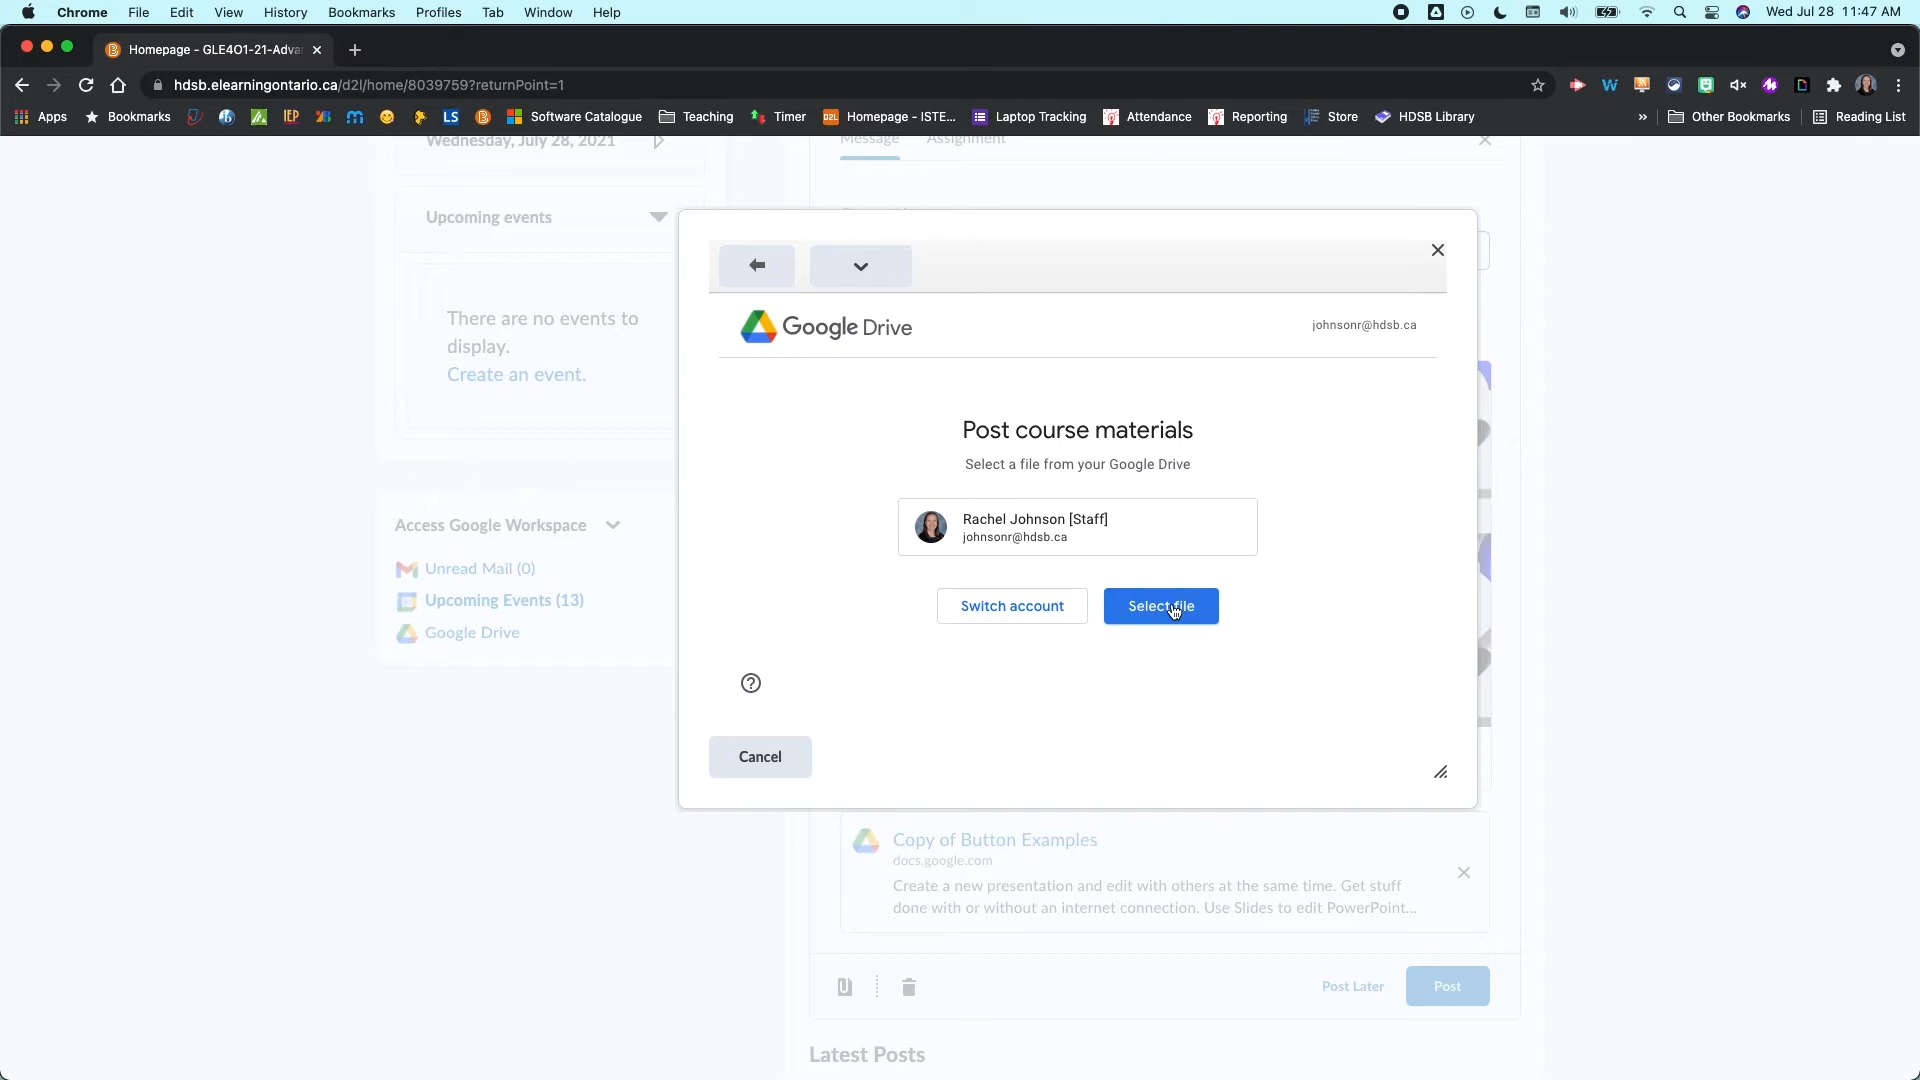 Chrome File Edit View History Bookmarks Profiles Tab Window Help Wed Jul 28 11:47 AM
Homepage - GLE4O1-21-Adva
hdsb.elearningontario.ca/d2l/home/8039759?returnPoint=1
Apps Bookmarks IEP LS Software Catalogue Teaching Timer D2L Homepage - ISTE... Laptop Tracking Attendance Reporting Store HDSB Library » Other Bookmarks Reading List
Wednesday, July 28, 2021
Message Assignment
Upcoming events
There are no events to
display.
Create an event.
Access Google Workspace
Unread Mail (0)
Upcoming Events (13)
Google Drive
Google Drive
johnsonr@hdsb.ca
Post course materials
Select a file from your Google Drive
Rachel Johnson [Staff]
johnsonr@hdsb.ca
Switch account Select file
Cancel
Copy of Button Examples
docs.google.com
Create a new presentation and edit with others at the same time. Get stuff
done with or without an internet connection. Use Slides to edit PowerPoint...
Post Later Post
Latest Posts